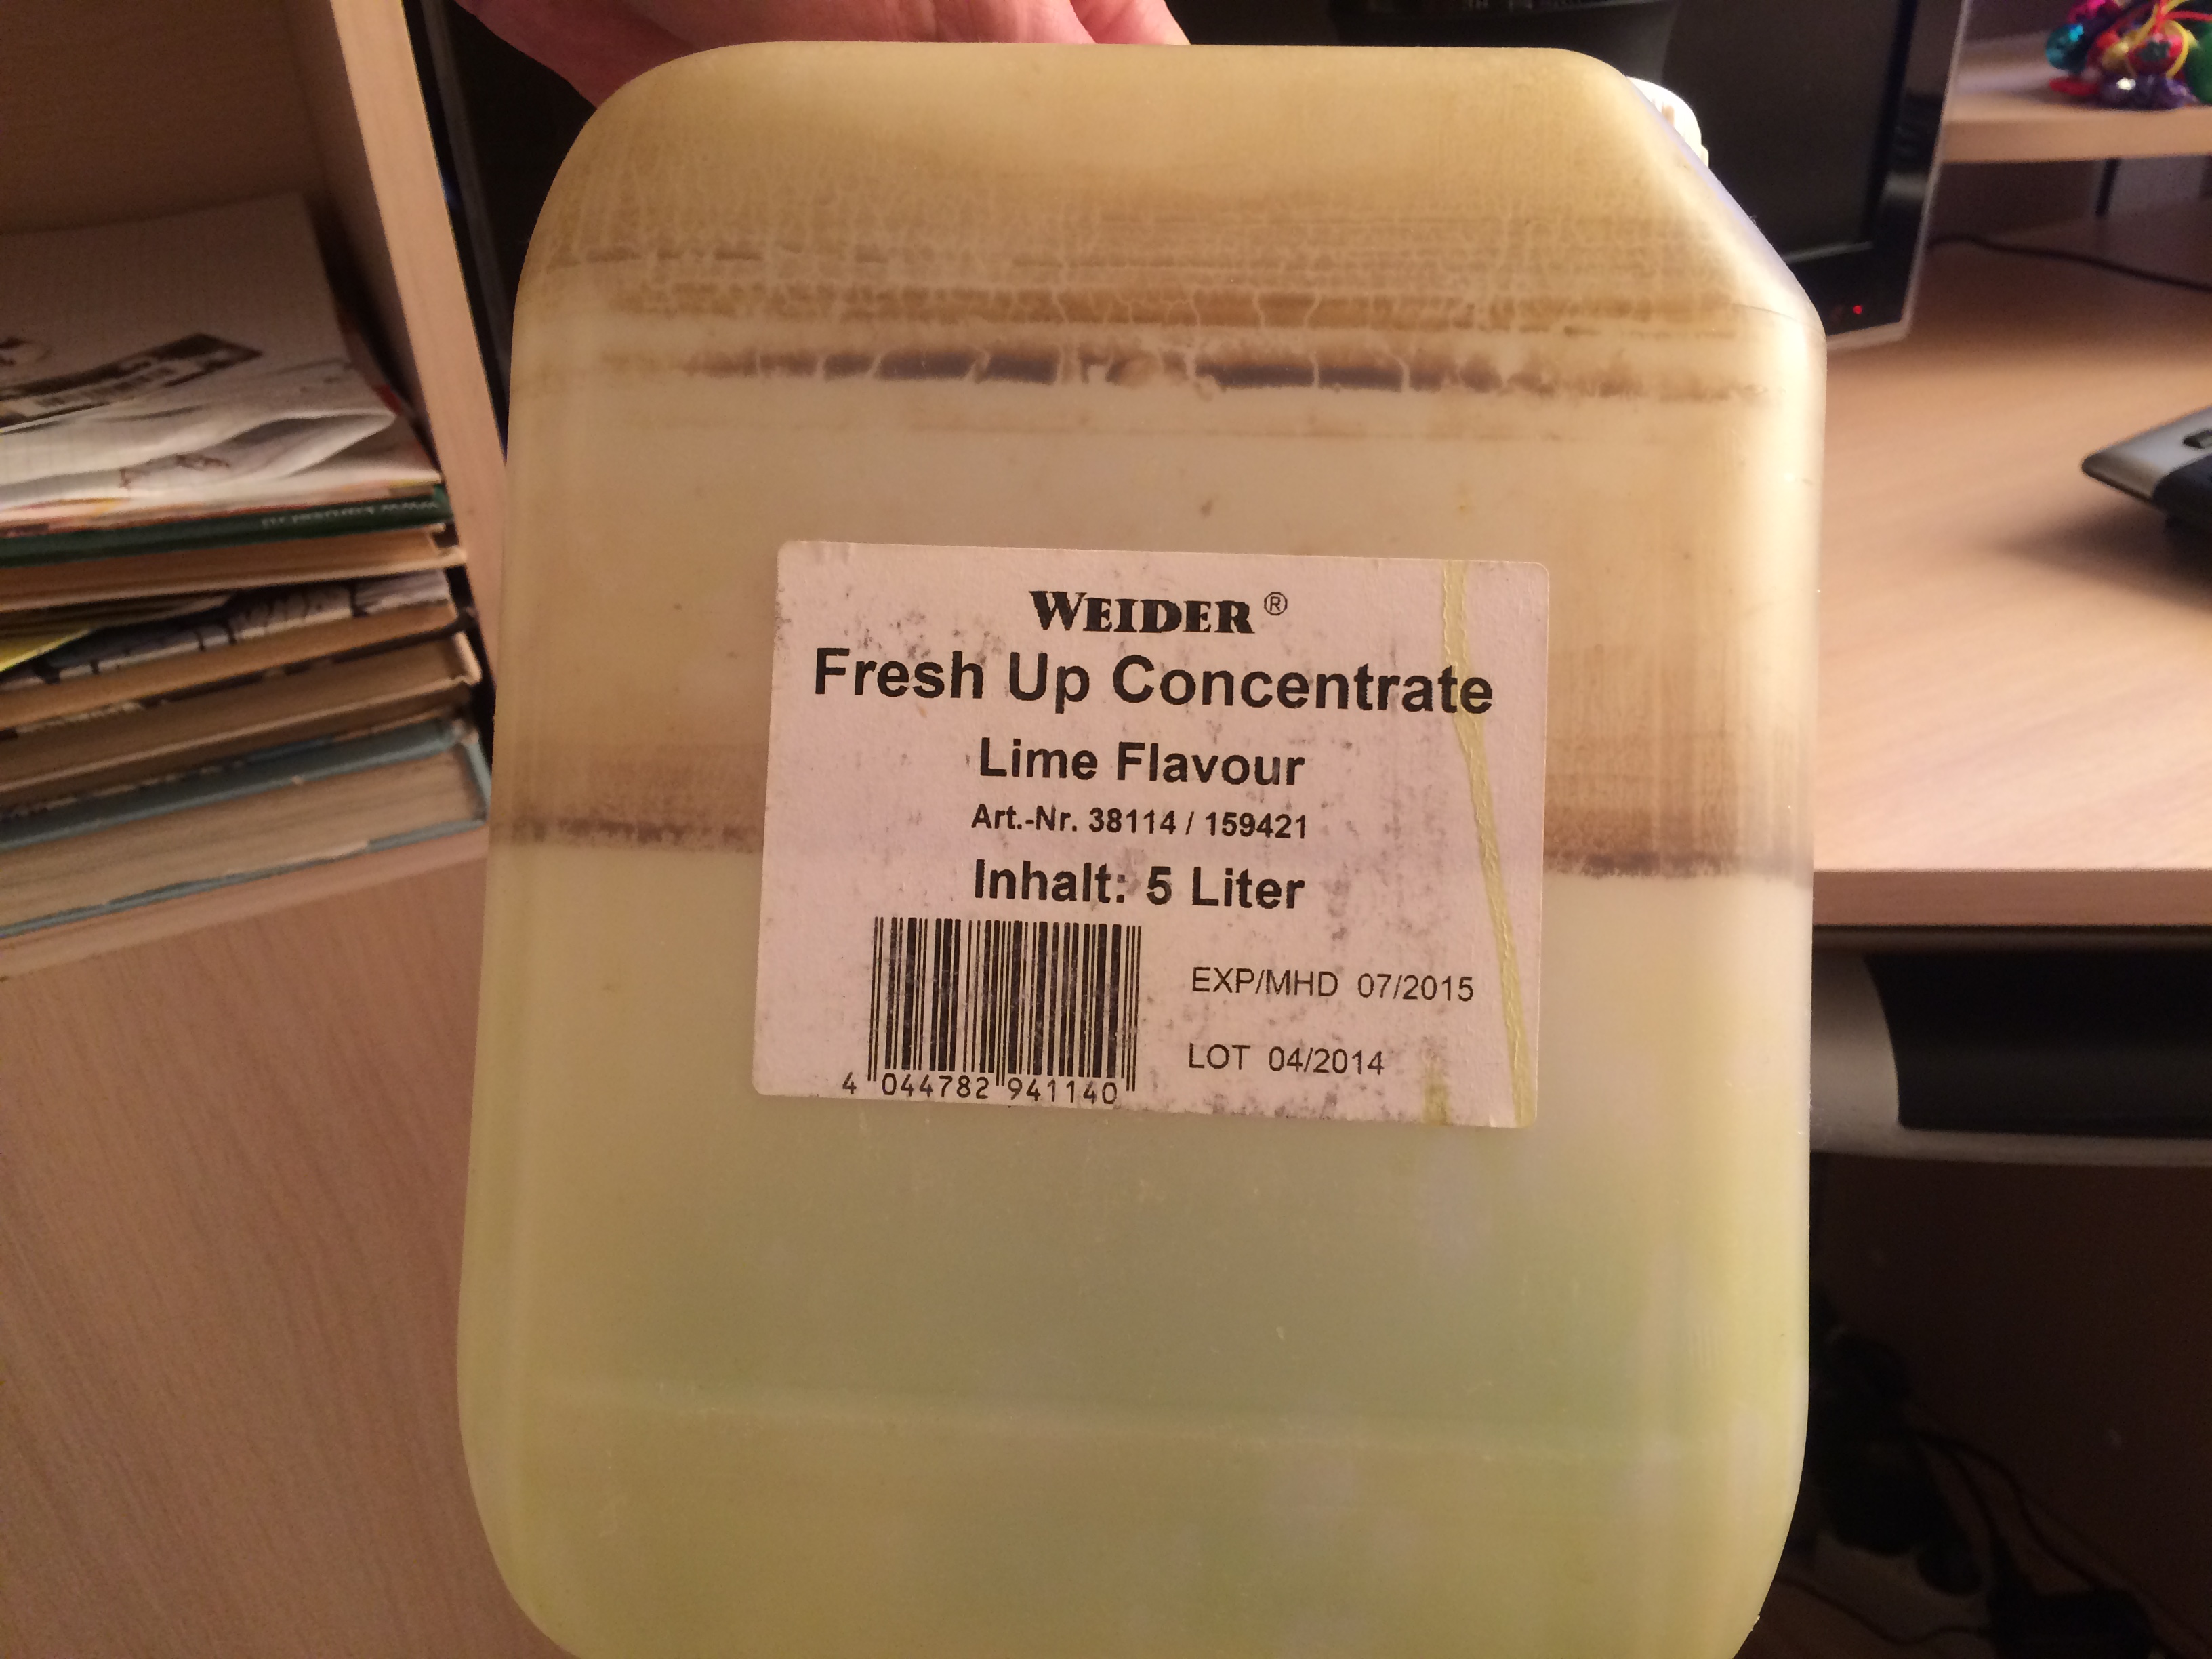 WEIDER ®
Fresh Up Concentrate
Lime Flavour
Art.-Nr. 38114 / 159421
Inhalt: 5 Liter
EXP/MHD 07/2015
LOT 04/2014
4 044782 941140